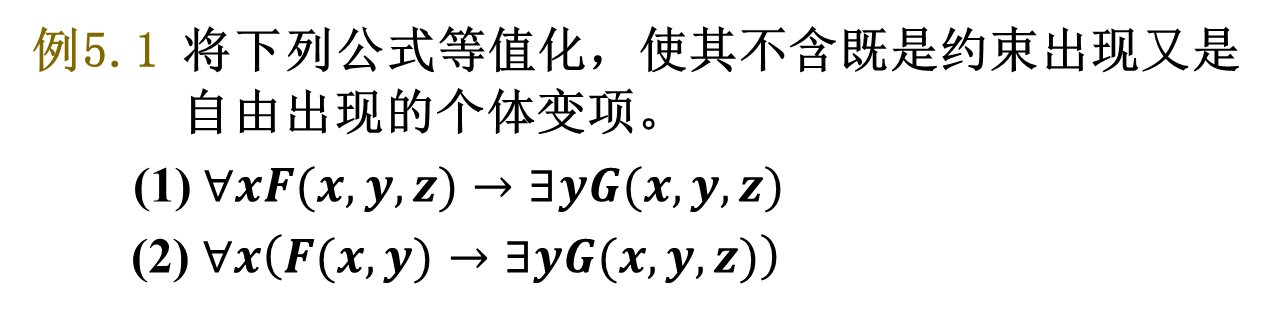 例5.1 将下列公式等值化，使其不含既是约束出现又是
自由出现的个体变项。
(1) ∀xF(x, y, z) → ∃yG(x, y, z)
(2) ∀x(F(x, y) → ∃yG(x, y, z))